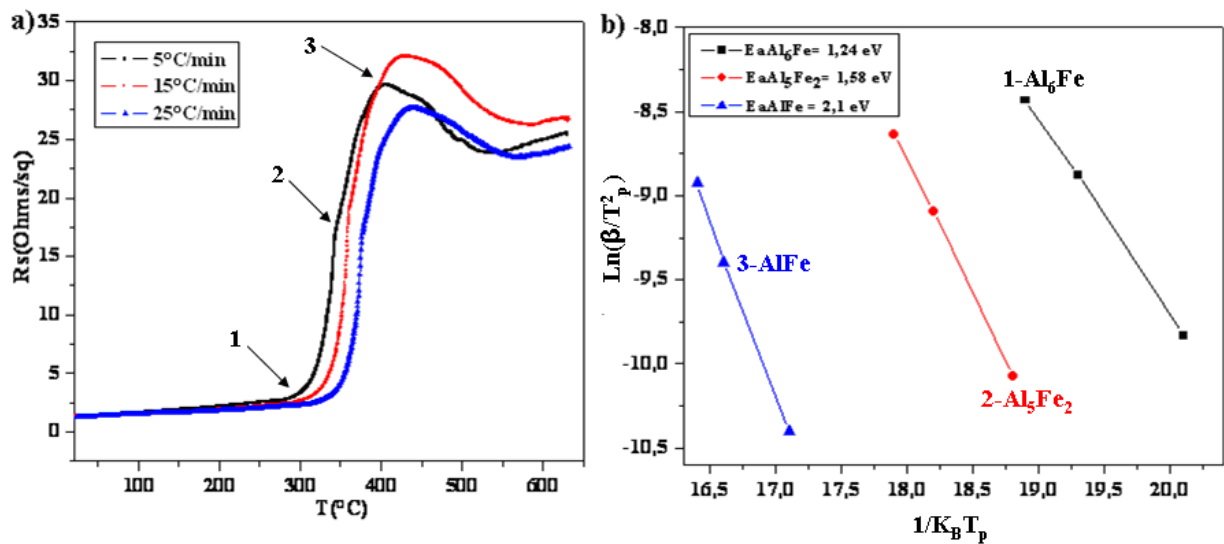 a)
35
30
25
20
15
10
5
0
Rs(Ohms/sq)
5°C/min
15°C/min
25°C/min
1
2
3
100 200 300 400 500 600
T(°C)
b)
-8,0
-8,5
-9,0
-9,5
-10,0
-10,5
Ln(β/T²ₚ)
EaAl₆Fe= 1,24 eV
EaAl₅Fe₂= 1,58 eV
EaAlFe = 2,1 eV
1-Al₆Fe
3-AlFe
2-Al₅Fe₂
16,5 17,0 17,5 18,0 18,5 19,0 19,5 20,0
1/K_BTₚ